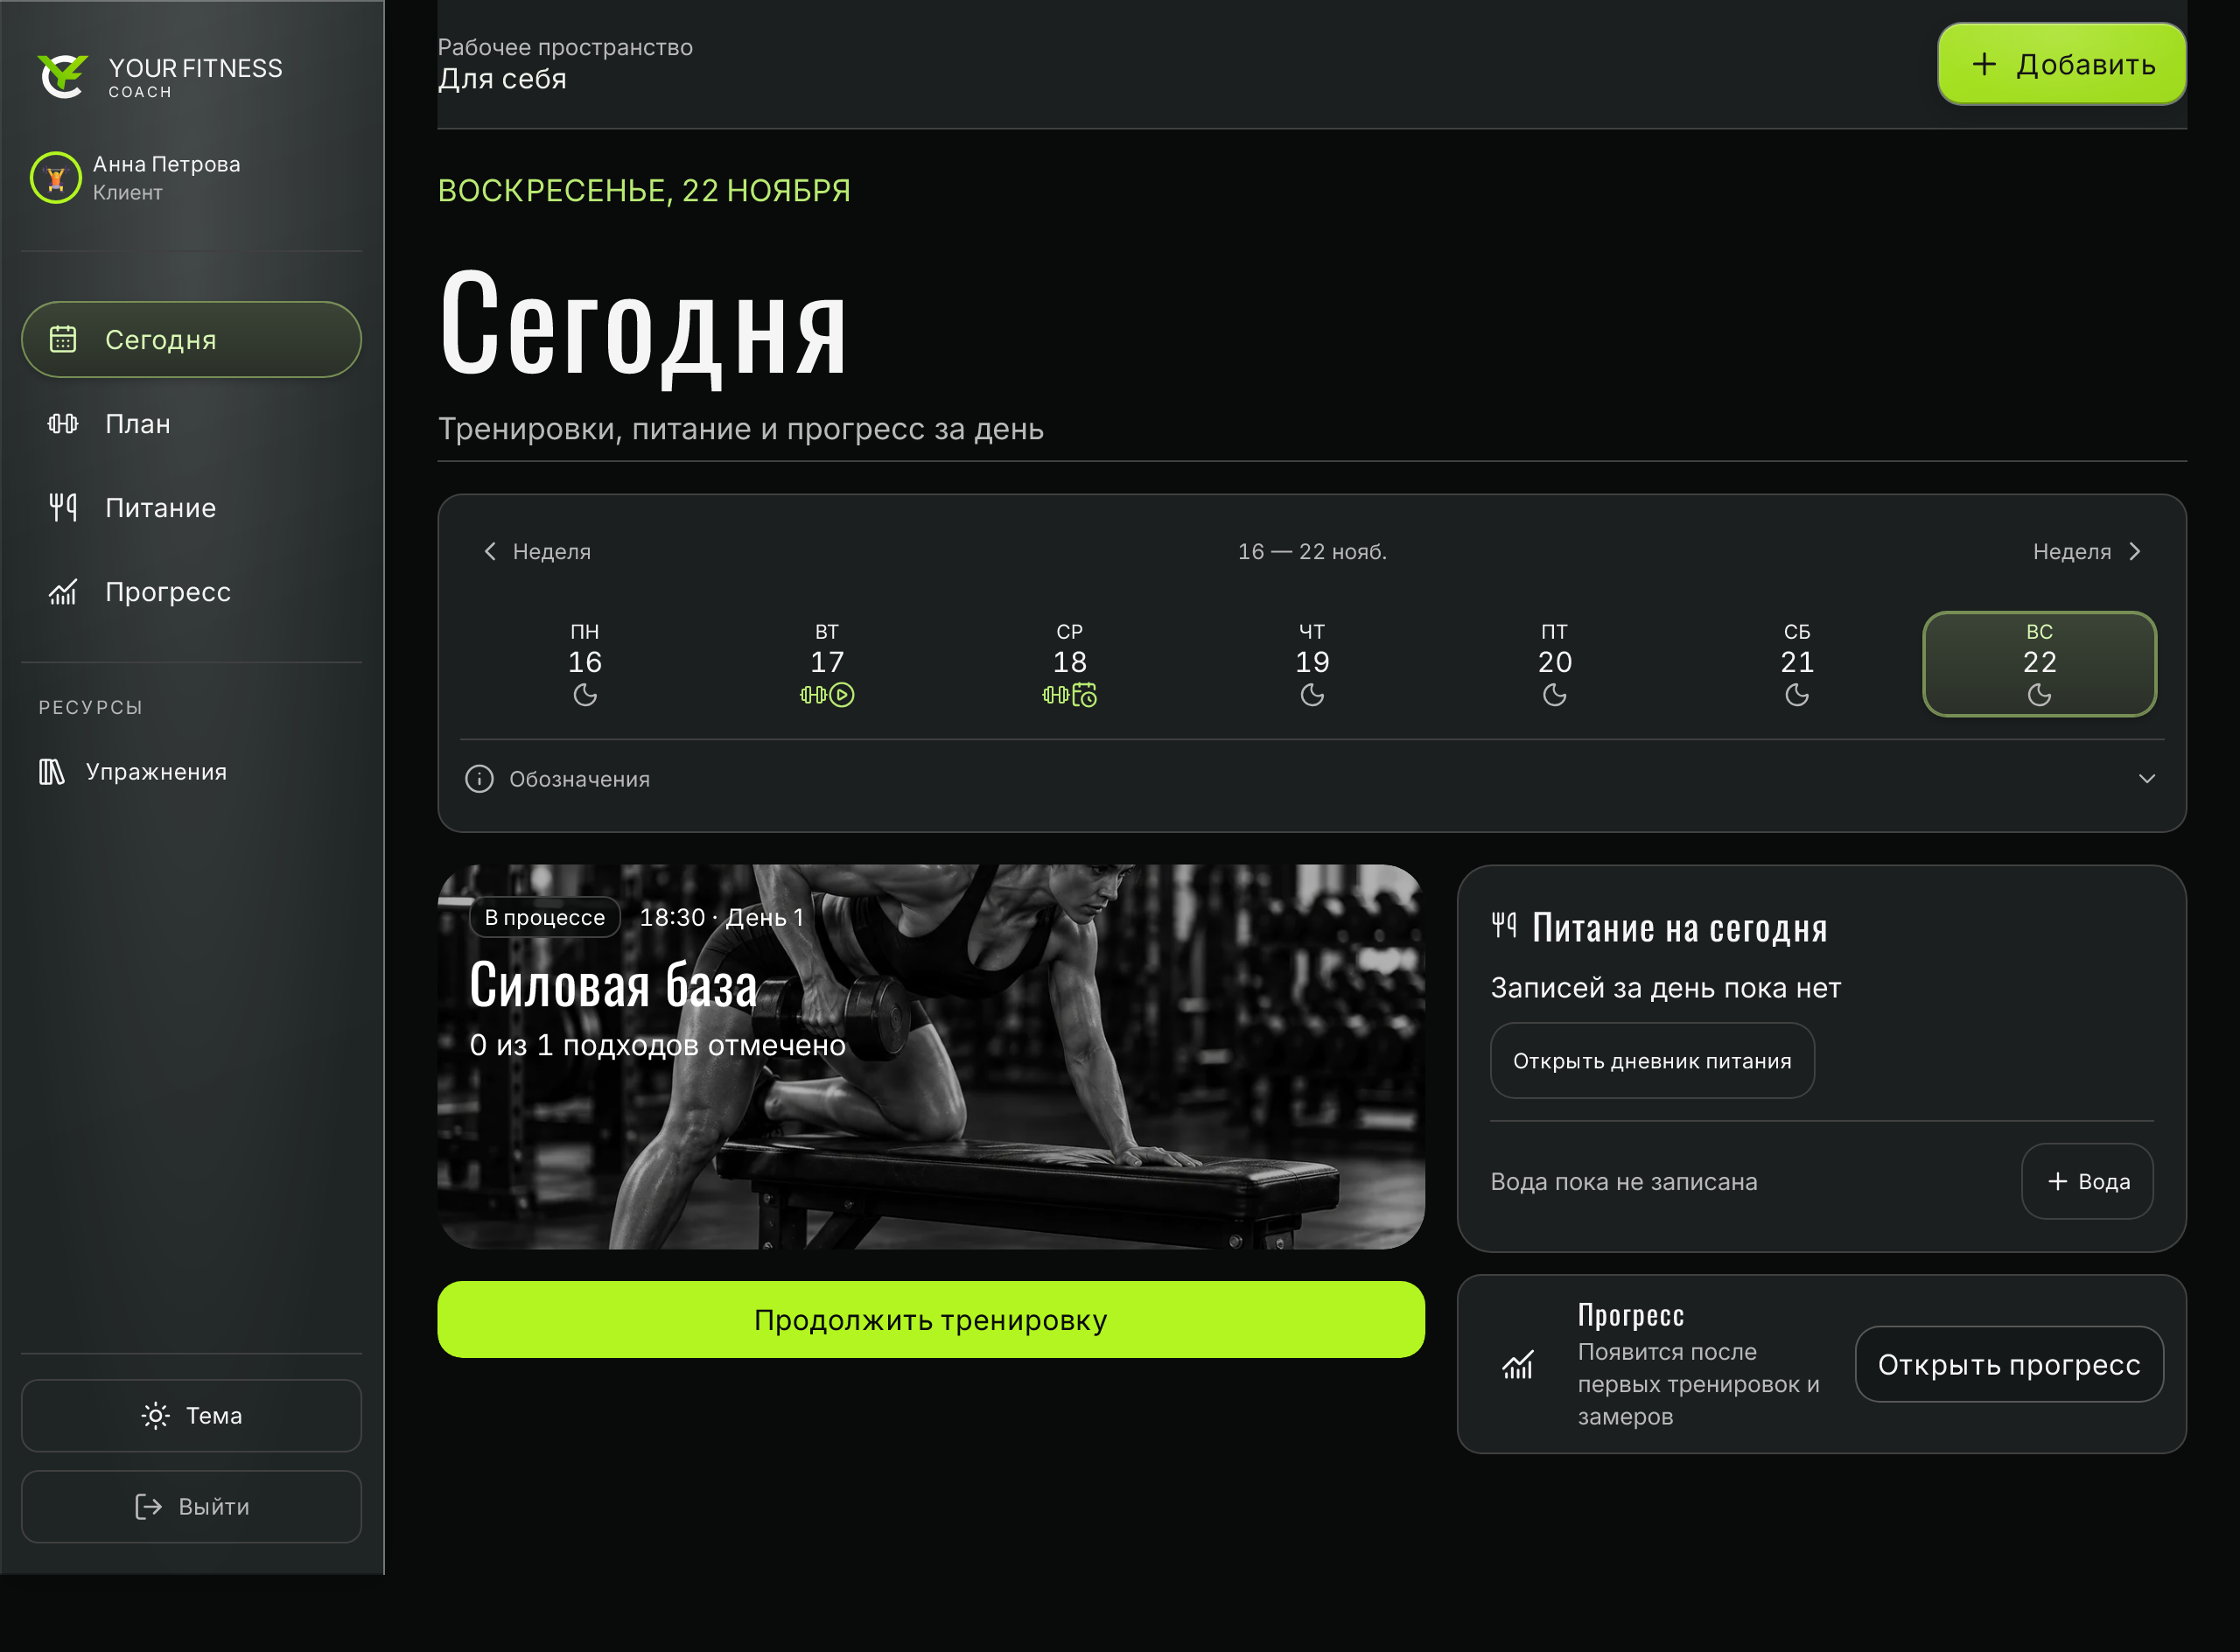 YOUR FITNESS
COACH
Анна Петрова
Клиент
Сегодня
План
Питание
Прогресс
РЕСУРСЫ
Упражнения
Тема
Выйти
Рабочее пространство
Для себя
Добавить
ВОСКРЕСЕНЬЕ, 22 НОЯБРЯ
Сегодня
Тренировки, питание и прогресс за день
Неделя
16 — 22 нояб.
Неделя
ПН
16
ВТ
17
СР
18
ЧТ
19
ПТ
20
СБ
21
ВС
22
Обозначения
В процессе
18:30 · День 1
Силовая база
0 из 1 подходов отмечено
Продолжить тренировку
Питание на сегодня
Записей за день пока нет
Открыть дневник питания
Вода пока не записана
Вода
Прогресс
Появится после
первых тренировок и
замеров
Открыть прогресс